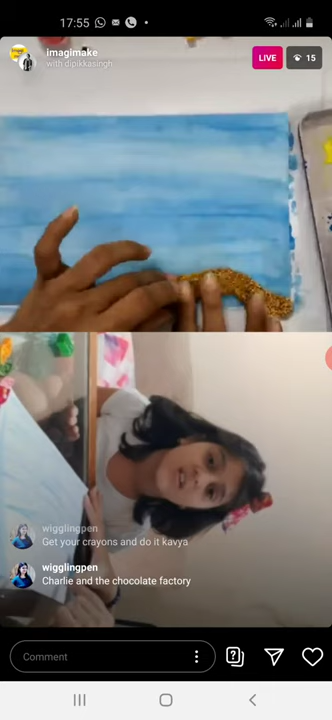 17:55
imagimake
with dipikkasingh
LIVE
15
wigglingpen
Get your crayons and do it kavya
wigglingpen
Charlie and the chocolate factory
Comment